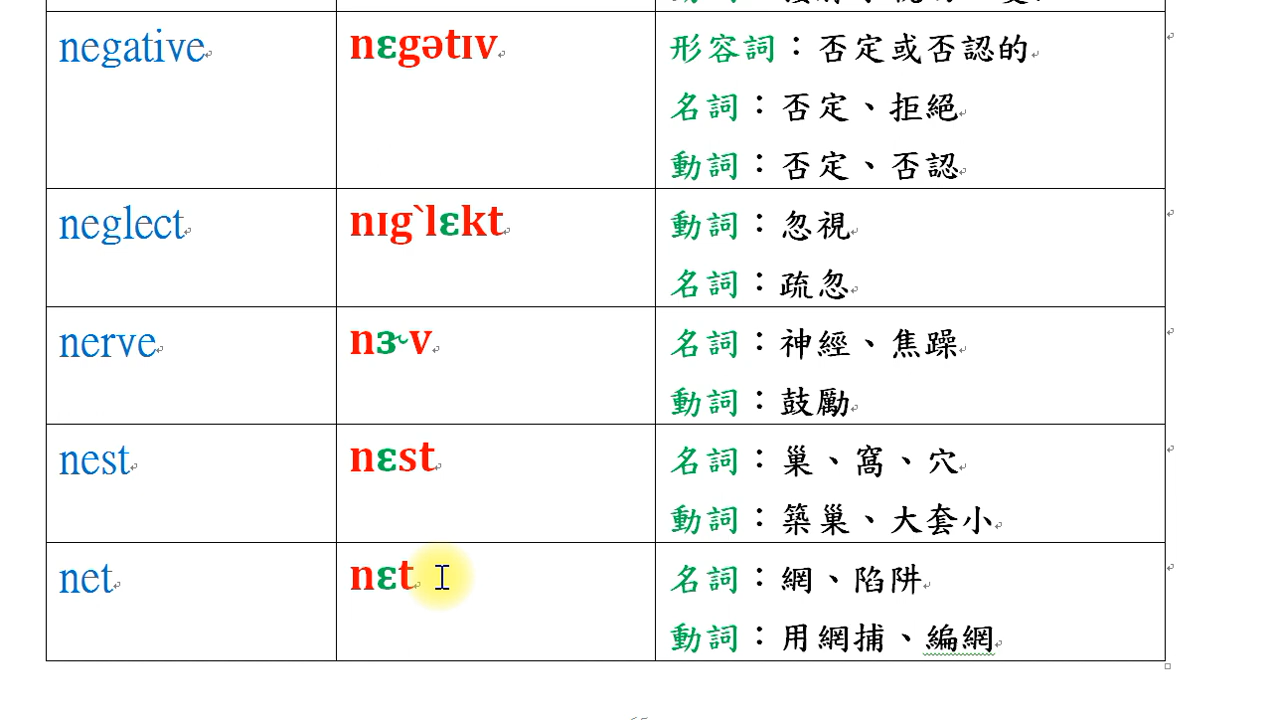 negative nɛgətɪv 形容詞：否定或否認的
名詞：否定、拒絕
動詞：否定、否認
neglect nɪgˋlɛkt 動詞：忽視
名詞：疏忽
nerve nɝv 名詞：神經、焦躁
動詞：鼓勵
nest nɛst 名詞：巢、窩、穴
動詞：築巢、大套小
net nɛt 名詞：網、陷阱
動詞：用網捕、編網